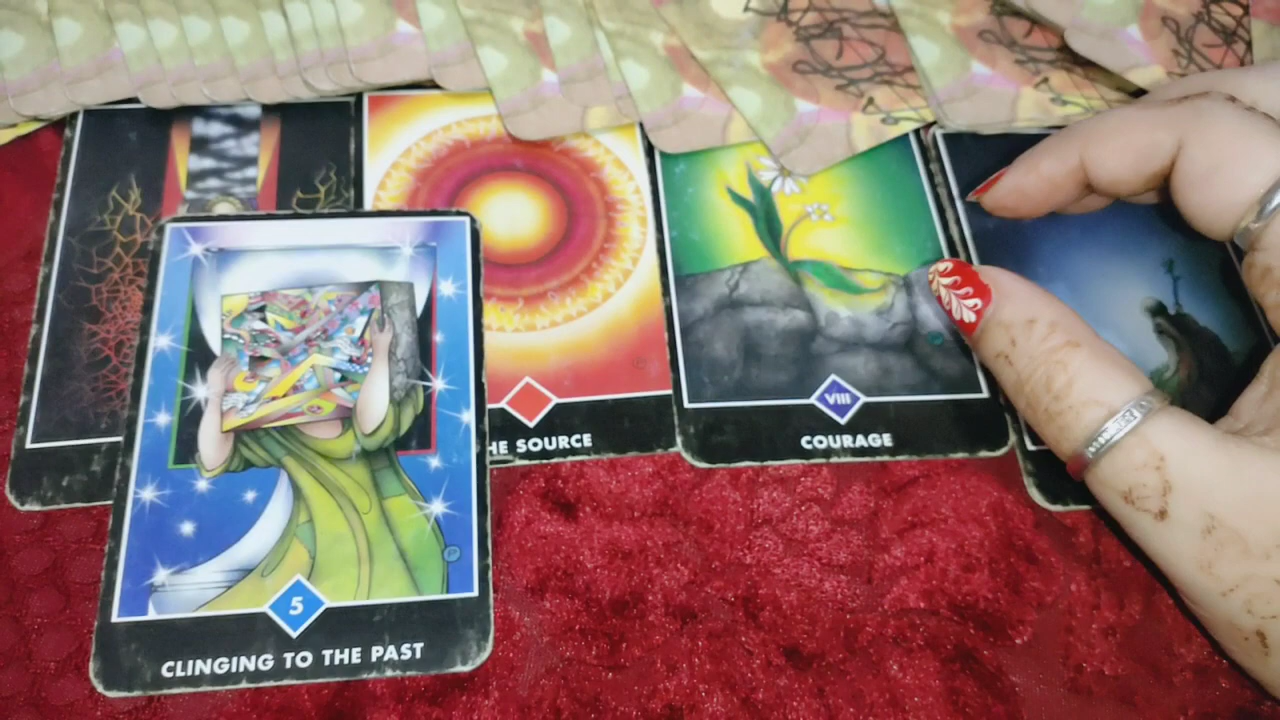 HE SOURCE
VIII
COURAGE
5
CLINGING TO THE PAST